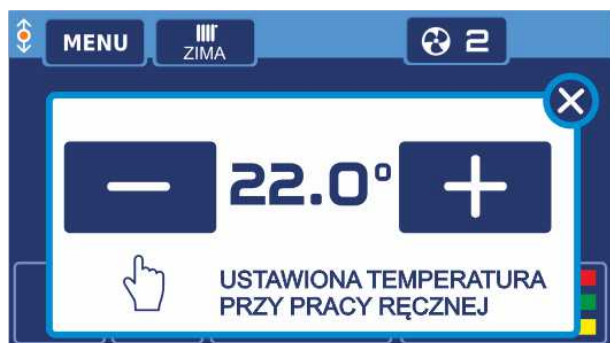 MENU
ZIMA
2
22.0°
USTAWIONA TEMPERATURA
PRZY PRACY RĘCZNEJ